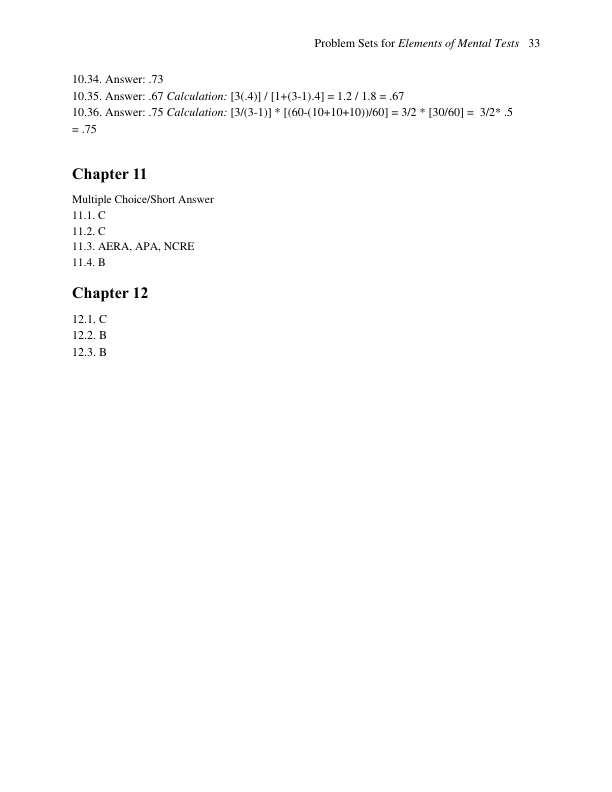 Problem Sets for Elements of Mental Tests 33
10.34. Answer: .73
10.35. Answer: .67 Calculation: [3(.4)] / [1+(3-1).4] = 1.2 / 1.8 = .67
10.36. Answer: .75 Calculation: [3/(3-1)] * [(60-(10+10+10))/60] = 3/2 * [30/60] = 3/2* .5
= .75
Chapter 11
Multiple Choice/Short Answer
11.1. C
11.2. C
11.3. AERA, APA, NCRE
11.4. B
Chapter 12
12.1. C
12.2. B
12.3. B